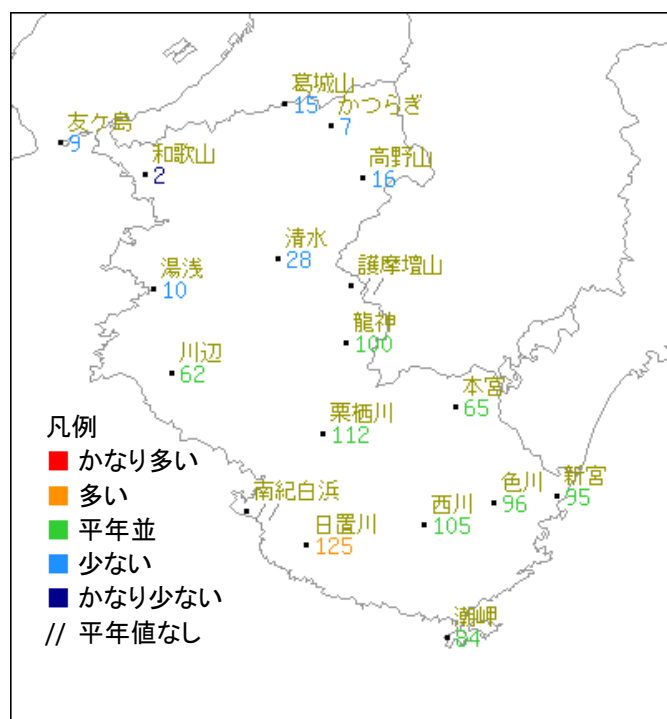 葛城山
15
かつらぎ
7
友ケ島
9
和歌山
2
高野山
16
清水
28
護摩壇山
//
湯浅
10
龍神
100
川辺
62
本宮
65
栗栖川
112
凡例
かなり多い
多い
平年並
少ない
かなり少ない
// 平年値なし
南紀白浜
//
日置川
125
西川
105
色川
96
新宮
95
潮岬
84